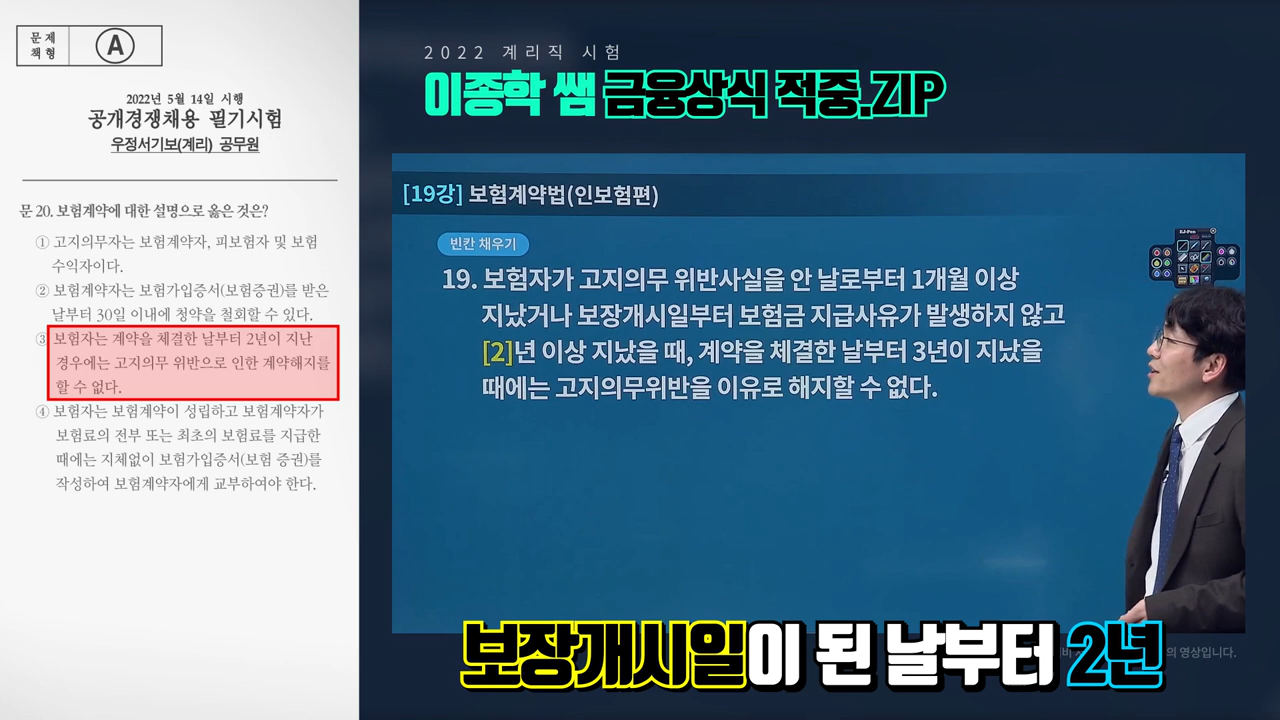 문 제
책 형
A
2022년 5월 14일 시행
공개경쟁채용 필기시험
우정서기보(계리) 공무원
문 20. 보험계약에 대한 설명으로 옳은 것은?
① 고지의무자는 보험계약자, 피보험자 및 보험
수익자이다.
② 보험계약자는 보험가입증서(보험증권)를 받은
날부터 30일 이내에 청약을 철회할 수 있다.
③ 보험자는 계약을 체결한 날부터 2년이 지난
경우에는 고지의무 위반으로 인한 계약해지를
할 수 없다.
④ 보험자는 보험계약이 성립하고 보험계약자가
보험료의 전부 또는 최초의 보험료를 지급한
때에는 지체없이 보험가입증서(보험 증권)를
작성하여 보험계약자에게 교부하여야 한다.
2022 계리직 시험
이종학 쌤 금융상식 적중.ZIP
[19강] 보험계약법(인보험편)
빈칸 채우기
19. 보험자가 고지의무 위반사실을 안 날로부터 1개월 이상
지났거나 보장개시일부터 보험금 지급사유가 발생하지 않고
[2]년 이상 지났을 때, 계약을 체결한 날부터 3년이 지났을
때에는 고지의무위반을 이유로 해지할 수 없다.
EJ-Pen
보장개시일이 된 날부터 2년
의 영상입니다.